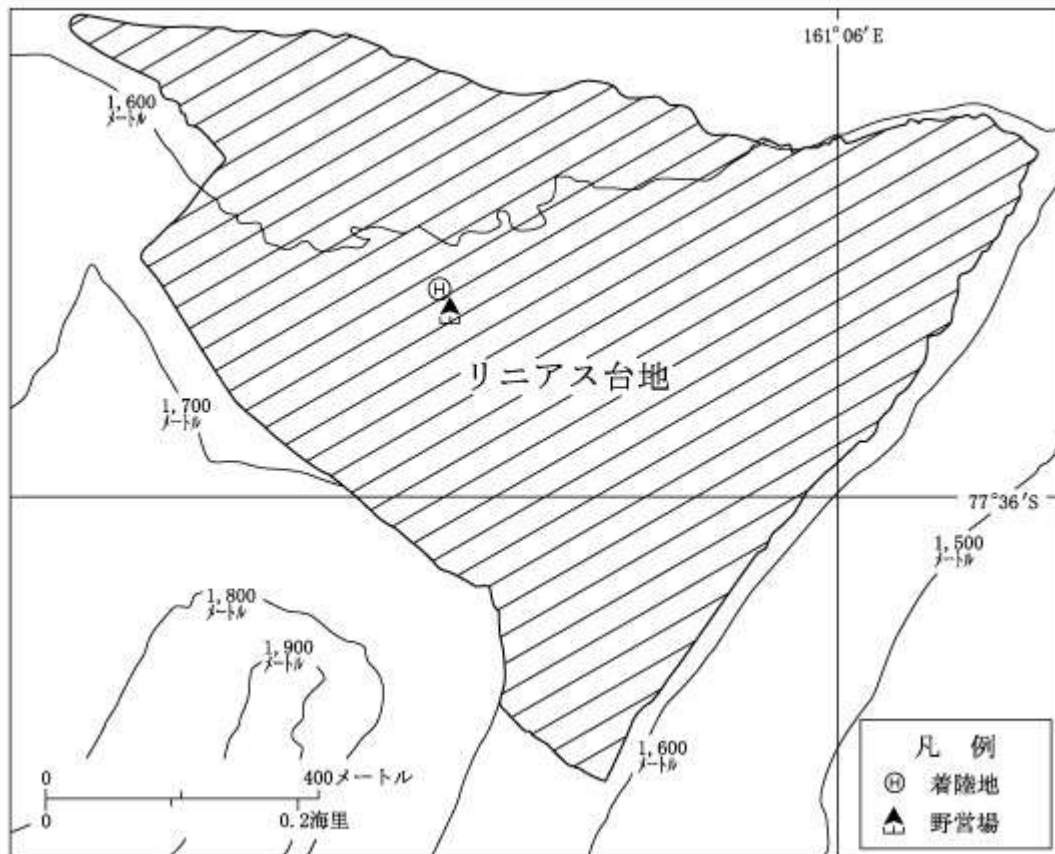 161°06′E
1,600
メートル
Ⓗ
リニアス台地
1,700
メートル
77°36′S
1,500
メートル
1,800
メートル
1,900
メートル
1,600
メートル
0 400メートル
0 0.2海里
凡 例
Ⓗ 着陸地
野営場